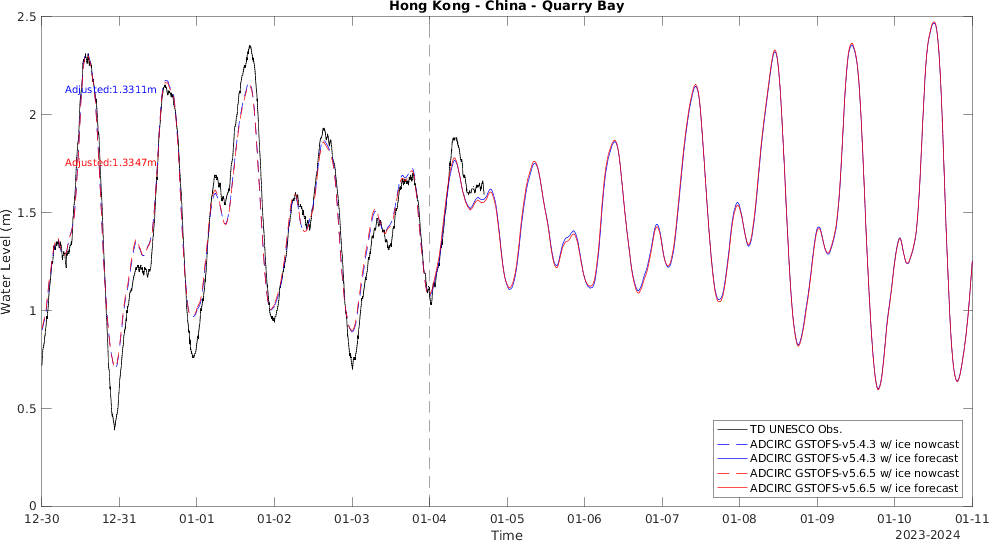 Hong Kong - China - Quarry Bay
2.5
2
1.5
1
0.5
0
Water Level (m)
Adjusted:1.3311m
Adjusted:1.3347m
TD UNESCO Obs.
ADCIRC GSTOFS-v5.4.3 w/ ice nowcast
ADCIRC GSTOFS-v5.4.3 w/ ice forecast
ADCIRC GSTOFS-v5.6.5 w/ ice nowcast
ADCIRC GSTOFS-v5.6.5 w/ ice forecast
12-30 12-31 01-01 01-02 01-03 01-04 01-05 01-06 01-07 01-08 01-09 01-10 01-11
Time
2023-2024